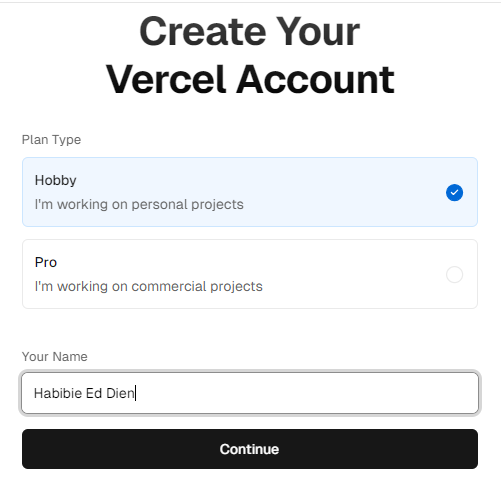 Create Your
Vercel Account
Plan Type
Hobby
I'm working on personal projects
Pro
I'm working on commercial projects
Your Name
Habibie Ed Dien
Continue